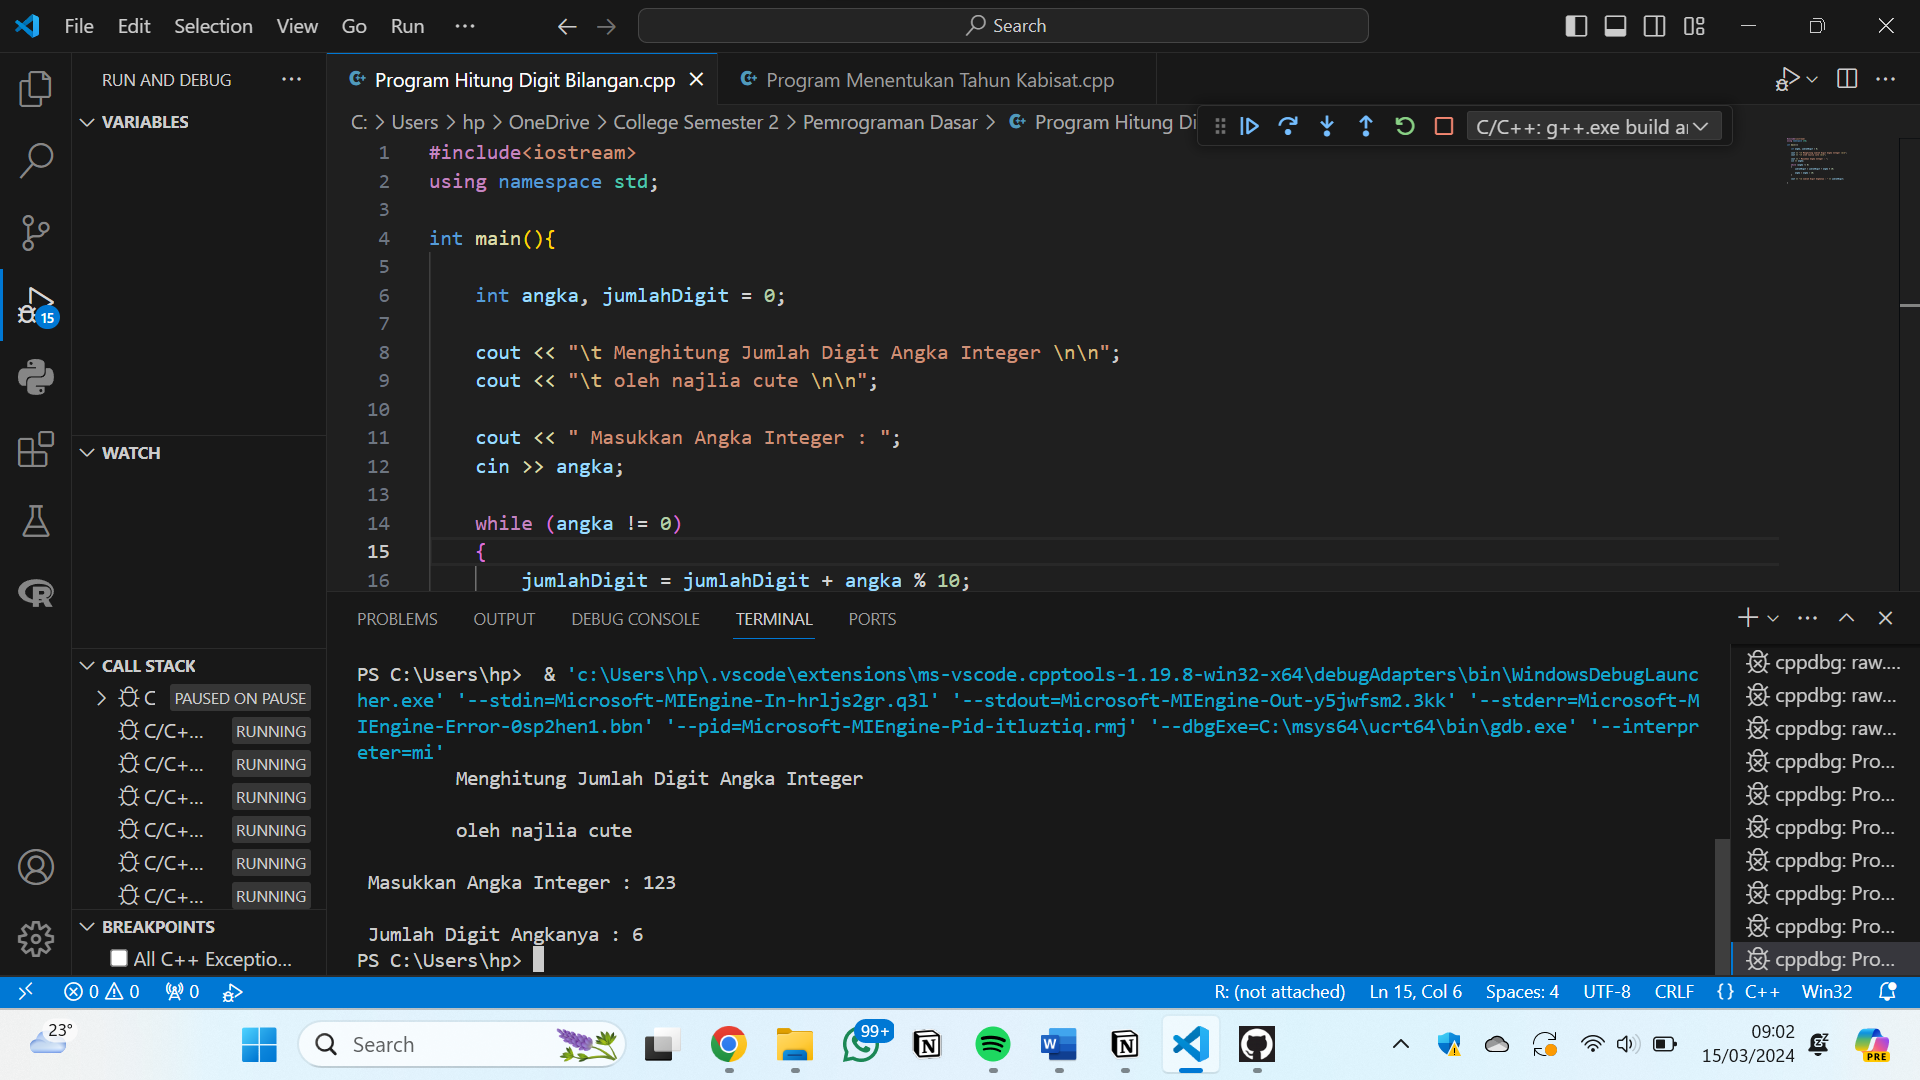 File Edit Selection View Go Run ··· Search
RUN AND DEBUG ···
Program Hitung Digit Bilangan.cpp
Program Menentukan Tahun Kabisat.cpp
VARIABLES
C: > Users > hp > OneDrive > College Semester 2 > Pemrograman Dasar > Program Hitung Di
C/C++: g++.exe build a
1 #include<iostream>
2 using namespace std;
3
4 int main(){
5
6 int angka, jumlahDigit = 0;
7
8 cout << "\t Menghitung Jumlah Digit Angka Integer \n\n";
9 cout << "\t oleh najlia cute \n\n";
10
11 cout << " Masukkan Angka Integer : ";
12 cin >> angka;
13
14 while (angka != 0)
15 {
16 jumlahDigit = jumlahDigit + angka % 10;
15
WATCH
CALL STACK
C PAUSED ON PAUSE
C/C+... RUNNING
C/C+... RUNNING
C/C+... RUNNING
C/C+... RUNNING
C/C+... RUNNING
C/C+... RUNNING
BREAKPOINTS
All C++ Exceptio...
PROBLEMS OUTPUT DEBUG CONSOLE TERMINAL PORTS
PS C:\Users\hp> & 'c:\Users\hp\.vscode\extensions\ms-vscode.cpptools-1.19.8-win32-x64\debugAdapters\bin\WindowsDebugLaunc
her.exe' '--stdin=Microsoft-MIEngine-In-hrljs2gr.q3l' '--stdout=Microsoft-MIEngine-Out-y5jwfsm2.3kk' '--stderr=Microsoft-M
IEngine-Error-0sp2hen1.bbn' '--pid=Microsoft-MIEngine-Pid-itluztiq.rmj' '--dbgExe=C:\msys64\ucrt64\bin\gdb.exe' '--interpr
eter=mi'
Menghitung Jumlah Digit Angka Integer
oleh najlia cute
Masukkan Angka Integer : 123
Jumlah Digit Angkanya : 6
PS C:\Users\hp>
cppdbg: raw....
cppdbg: raw...
cppdbg: raw...
cppdbg: Pro...
cppdbg: Pro...
cppdbg: Pro...
cppdbg: Pro...
cppdbg: Pro...
cppdbg: Pro...
cppdbg: Pro...
0 0 0 R: (not attached) Ln 15, Col 6 Spaces: 4 UTF-8 CRLF {} C++ Win32
23°
Search
99+
09:02
15/03/2024
PRE